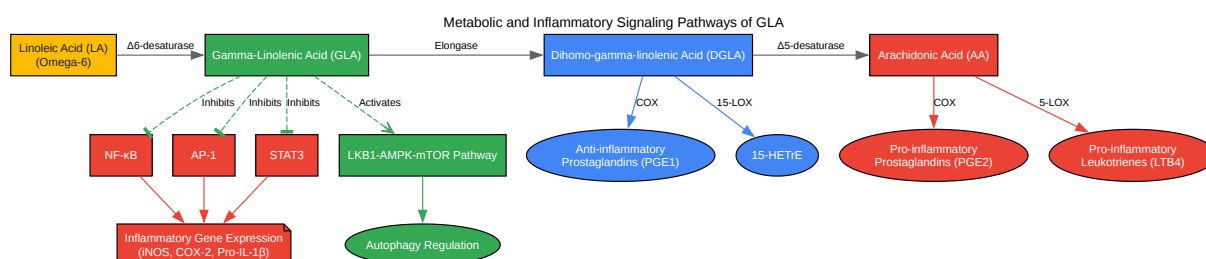 Metabolic and Inflammatory Signaling Pathways of GLA
Linoleic Acid (LA)
(Omega-6)
Δ6-desaturase
Gamma-Linolenic Acid (GLA)
Elongase
Dihomo-gamma-linolenic Acid (DGLA)
Δ5-desaturase
Arachidonic Acid (AA)
Inhibits
Inhibits
Inhibits
Activates
COX
15-LOX
COX
5-LOX
NF-κB
AP-1
STAT3
LKB1-AMPK-mTOR Pathway
Anti-inflammatory
Prostaglandins (PGE1)
15-HETrE
Pro-inflammatory
Prostaglandins (PGE2)
Pro-inflammatory
Leukotrienes (LTB4)
Inflammatory Gene Expression
(iNOS, COX-2, Pro-IL-1β)
Autophagy Regulation